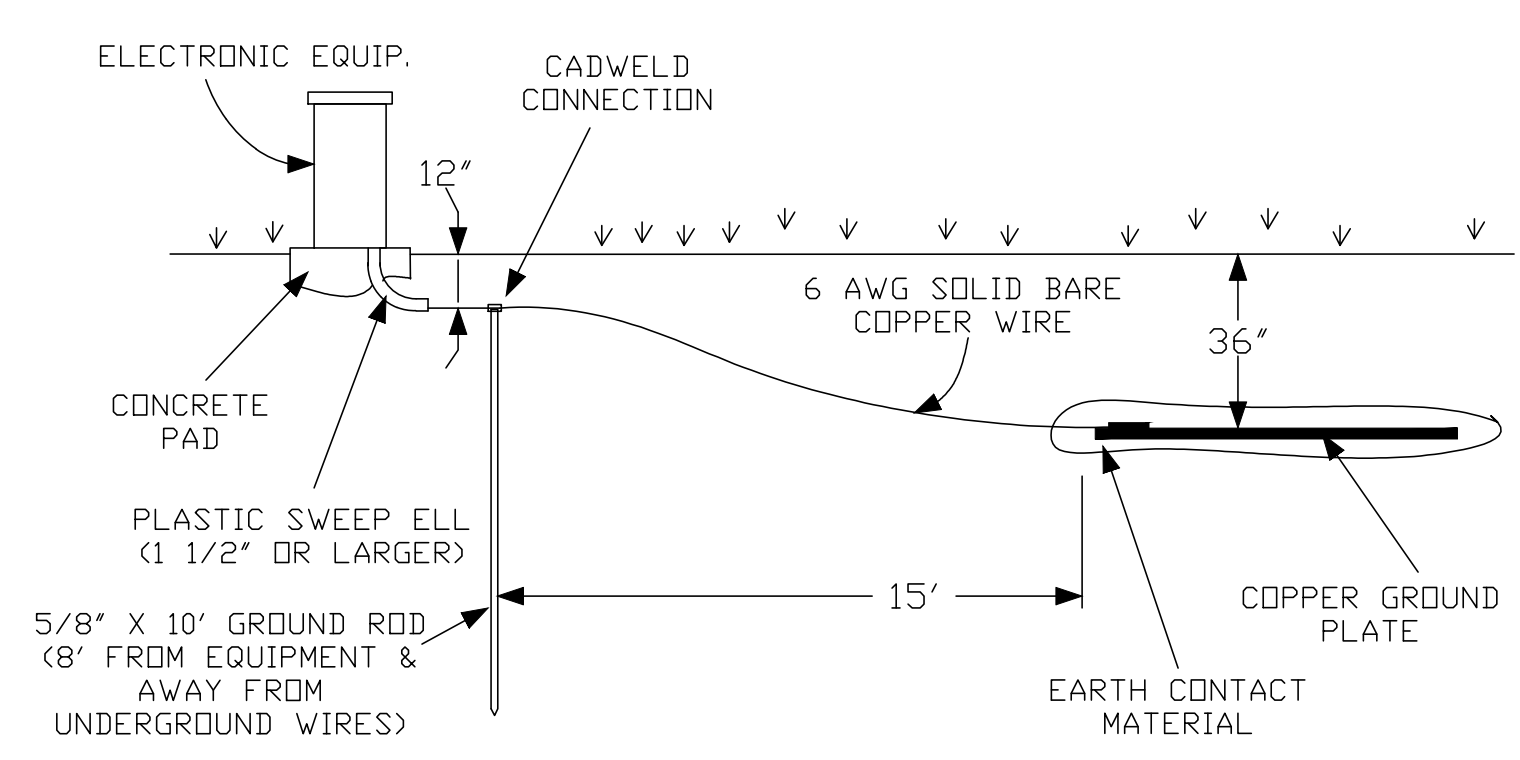 ELECTRONIC EQUIP.
CADWELD
CONNECTION
12"
6 AWG SOLID BARE
COPPER WIRE
36"
CONCRETE
PAD
PLASTIC SWEEP ELL
(1 1/2" OR LARGER)
15'
5/8" X 10' GROUND ROD
(8' FROM EQUIPMENT &
AWAY FROM
UNDERGROUND WIRES)
COPPER GROUND
PLATE
EARTH CONTACT
MATERIAL